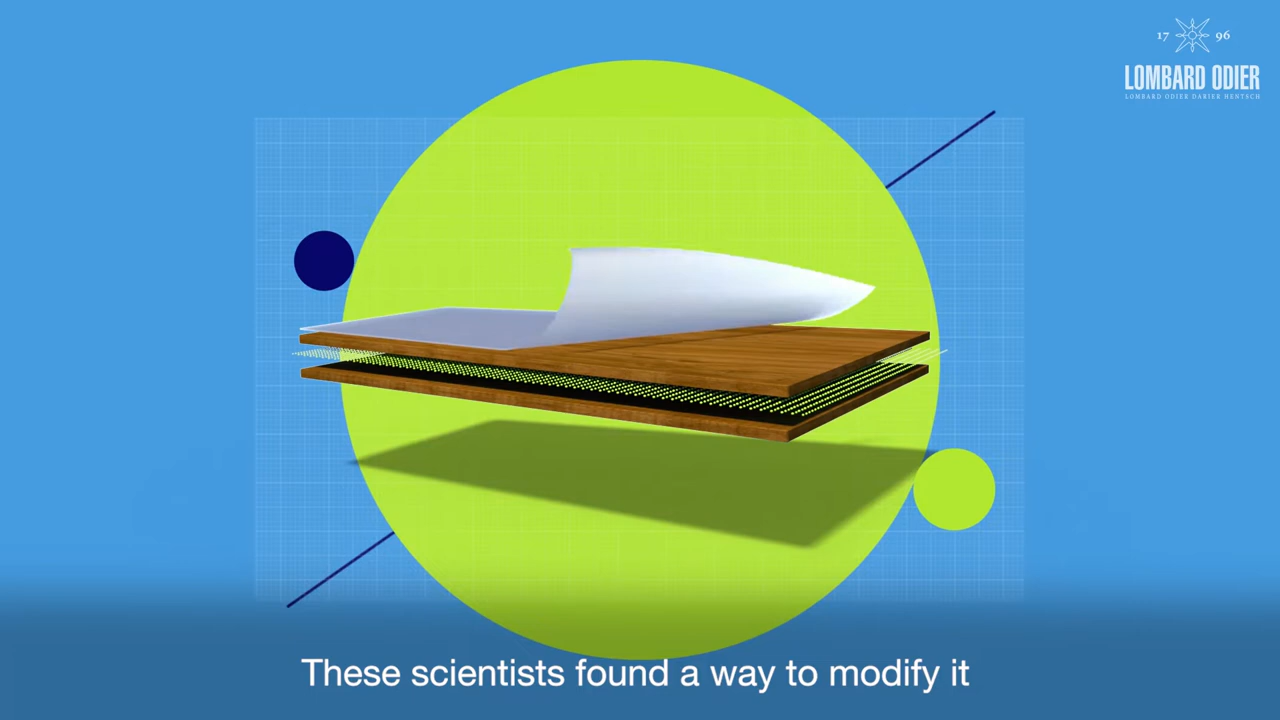 17 96
LOMBARD ODIER
LOMBARD ODIER DARIER HENTSCH
These scientists found a way to modify it